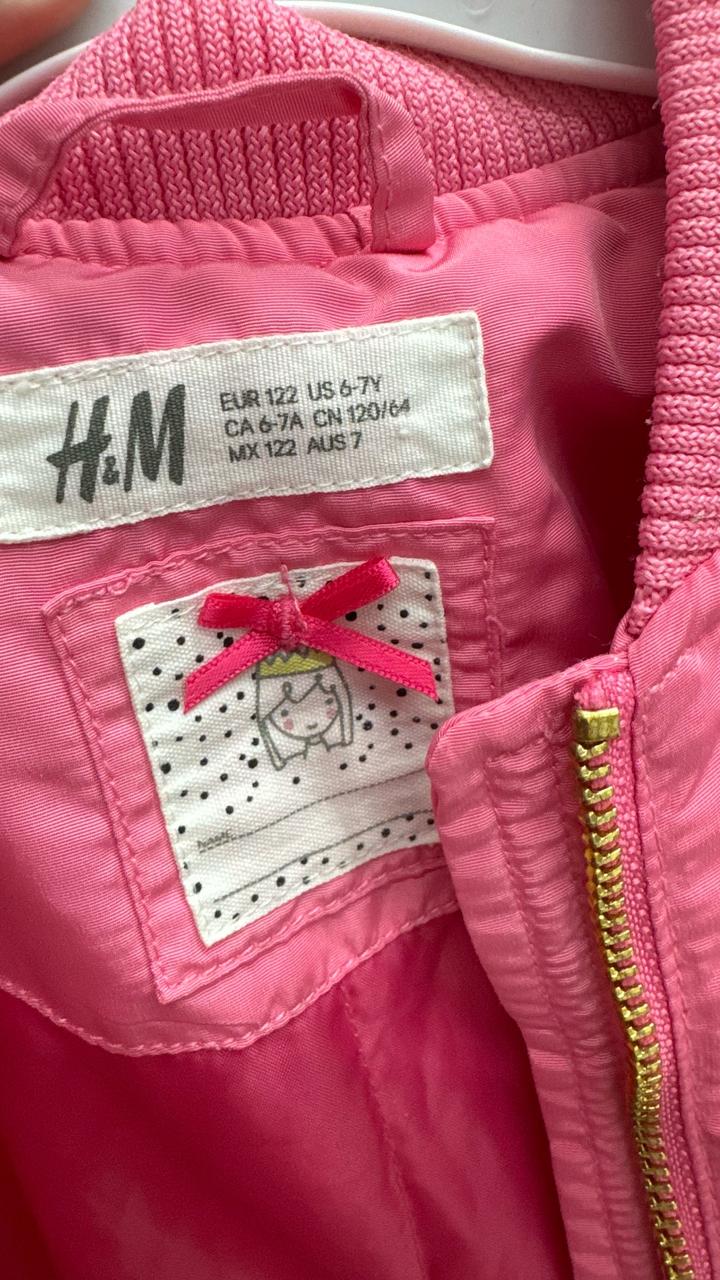 H&M
EUR 122 US 6-7Y
CA 6-7A CN 120/64
MX 122 AUS 7